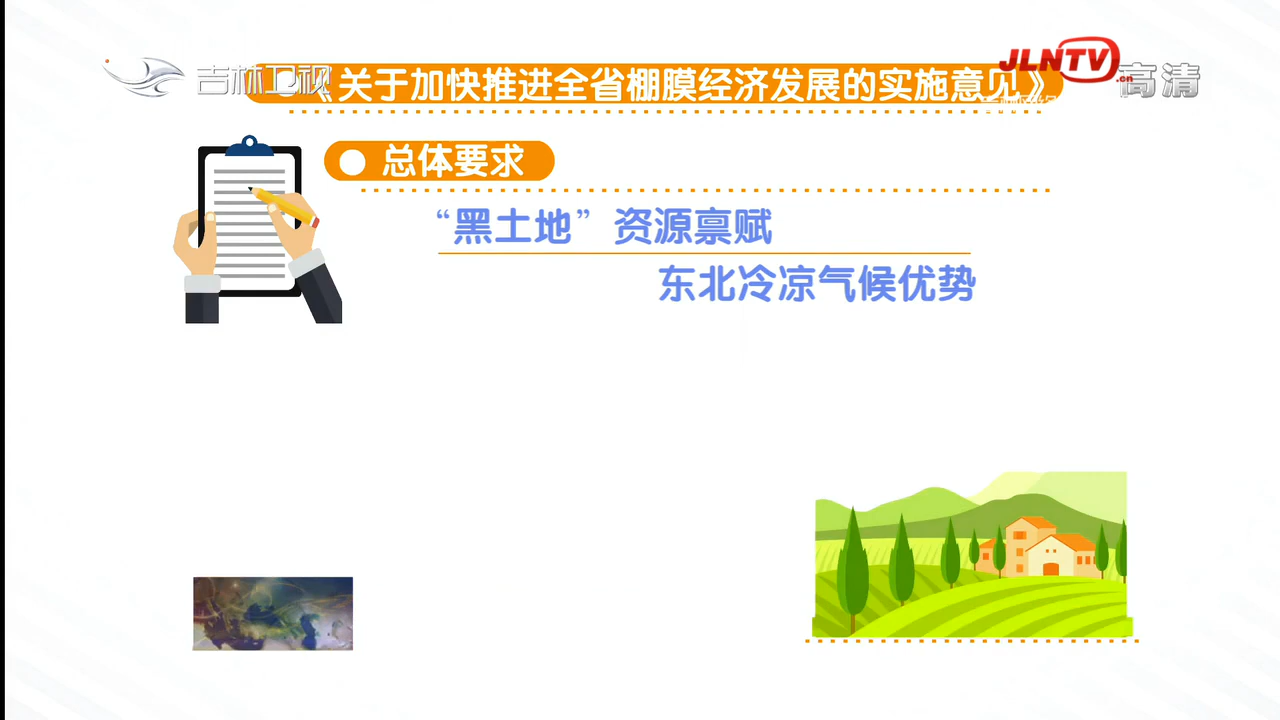 吉林卫视
《关于加快推进全省棚膜经济发展的实施意见》
JLNTV
.cn
高清
总体要求
“黑土地”资源禀赋
东北冷凉气候优势